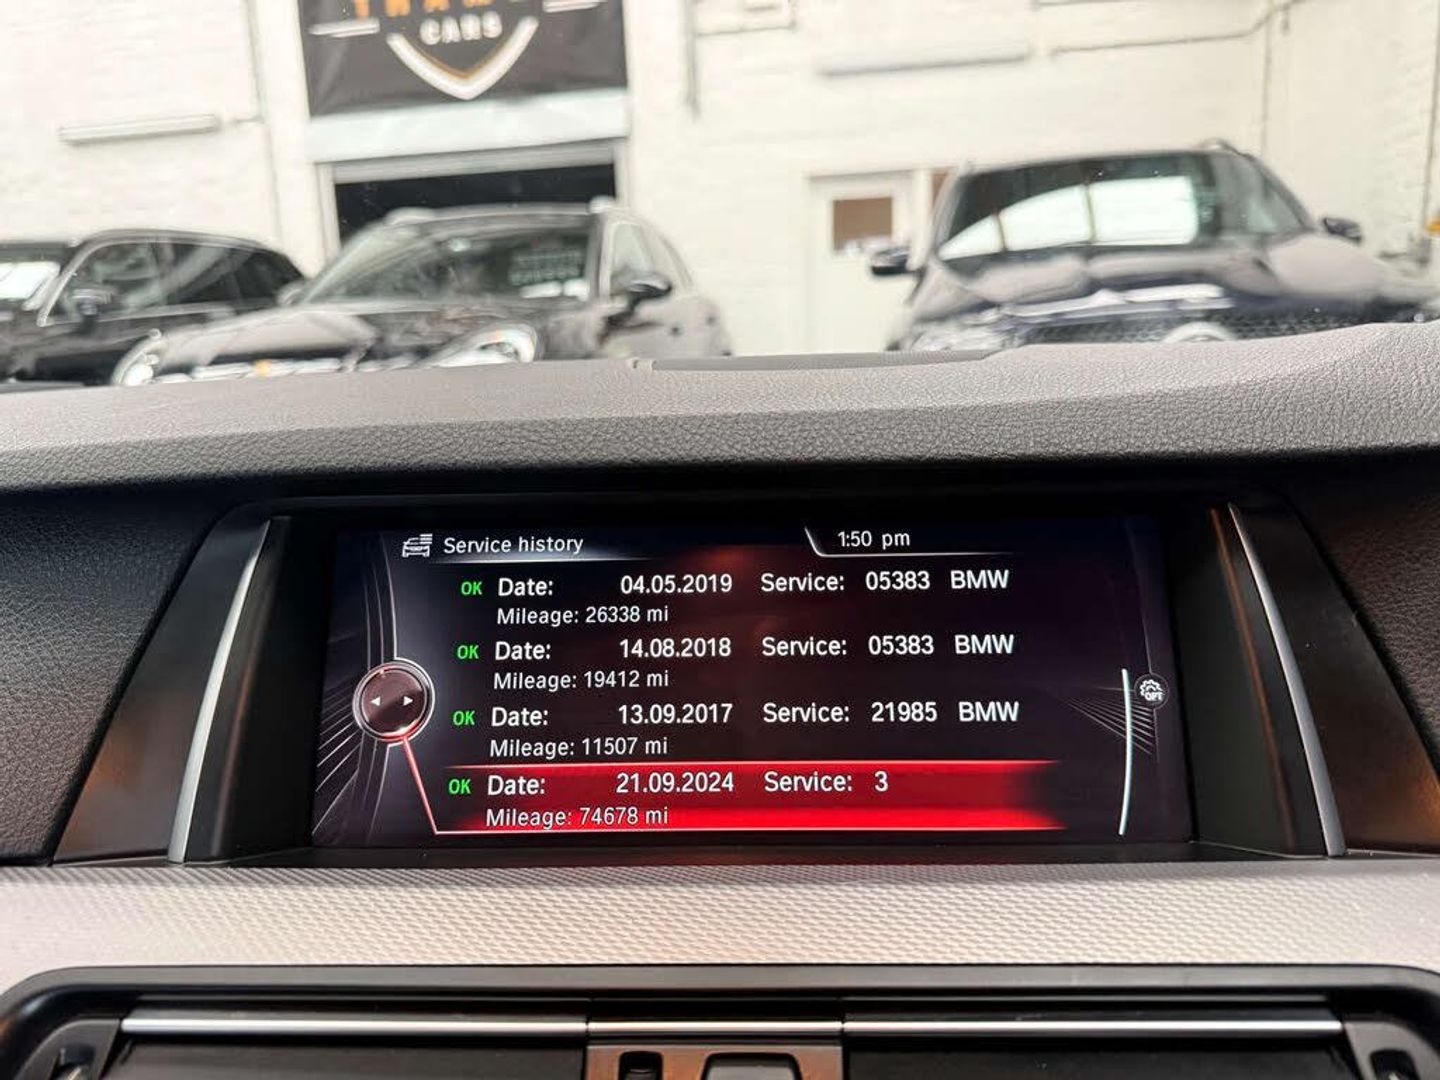 CARS
Service history
1:50 pm
OK Date: 04.05.2019 Service: 05383 BMW
Mileage: 26338 mi
OK Date: 14.08.2018 Service: 05383 BMW
Mileage: 19412 mi
OPT
OK Date: 13.09.2017 Service: 21985 BMW
Mileage: 11507 mi
OK Date: 21.09.2024 Service: 3
Mileage: 74678 mi